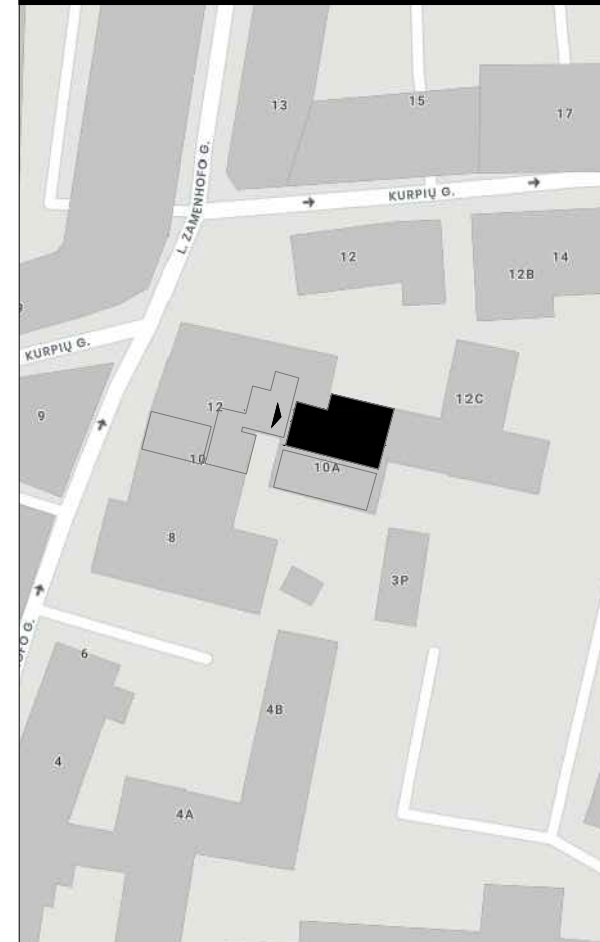 13
15
17
L. ZAMENHOFO G.
KURPIŲ G.
12
14
12B
KURPIŲ G.
9
12
12C
10
10A
8
3P
6
4B
4
4A